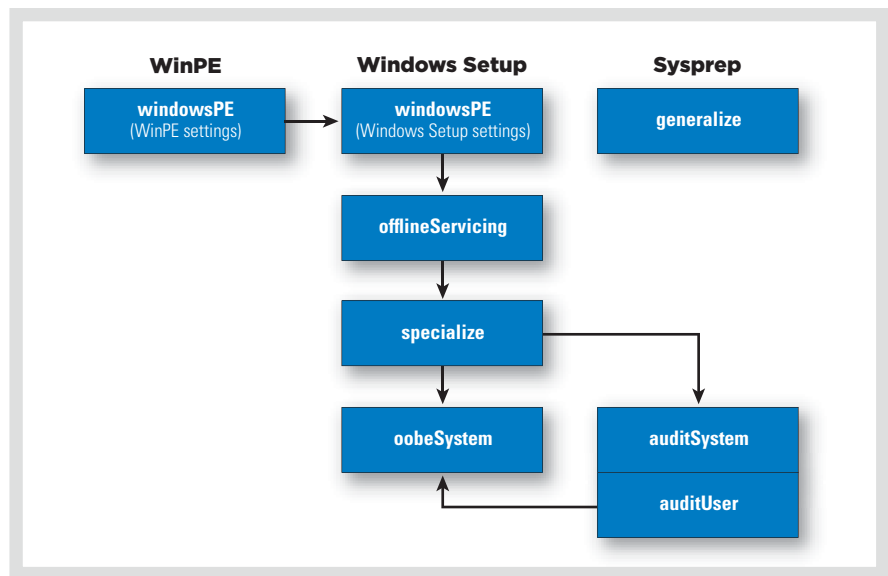 WinPE
Windows Setup
Sysprep
windowsPE
(WinPE settings)
windowsPE
(Windows Setup settings)
generalize
offlineServicing
specialize
oobeSystem
auditSystem
auditUser